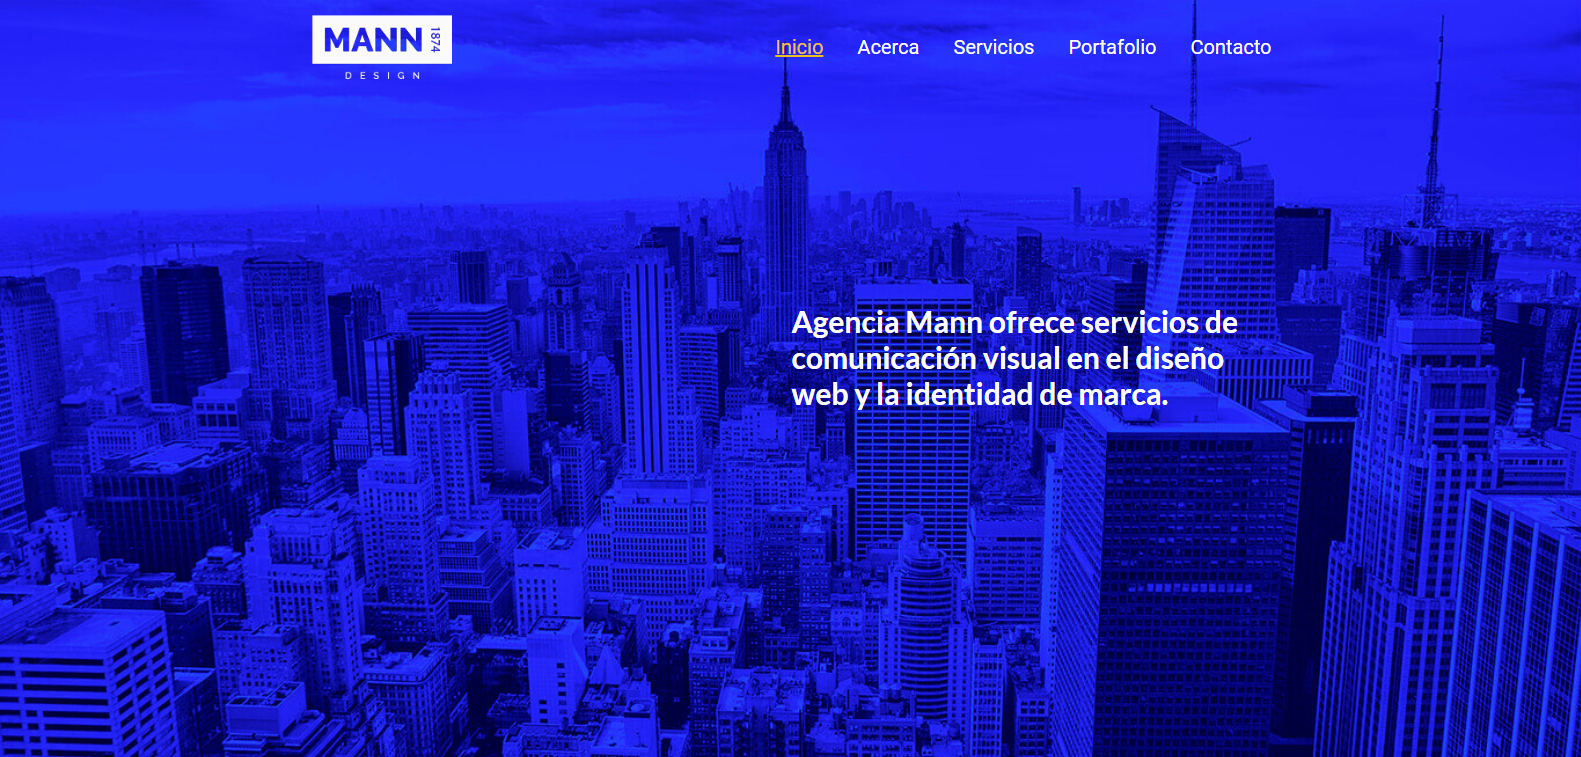 MANN 1874
DESIGN
Inicio Acerca Servicios Portafolio Contacto
Agencia Mann ofrece servicios de
comunicación visual en el diseño
web y la identidad de marca.